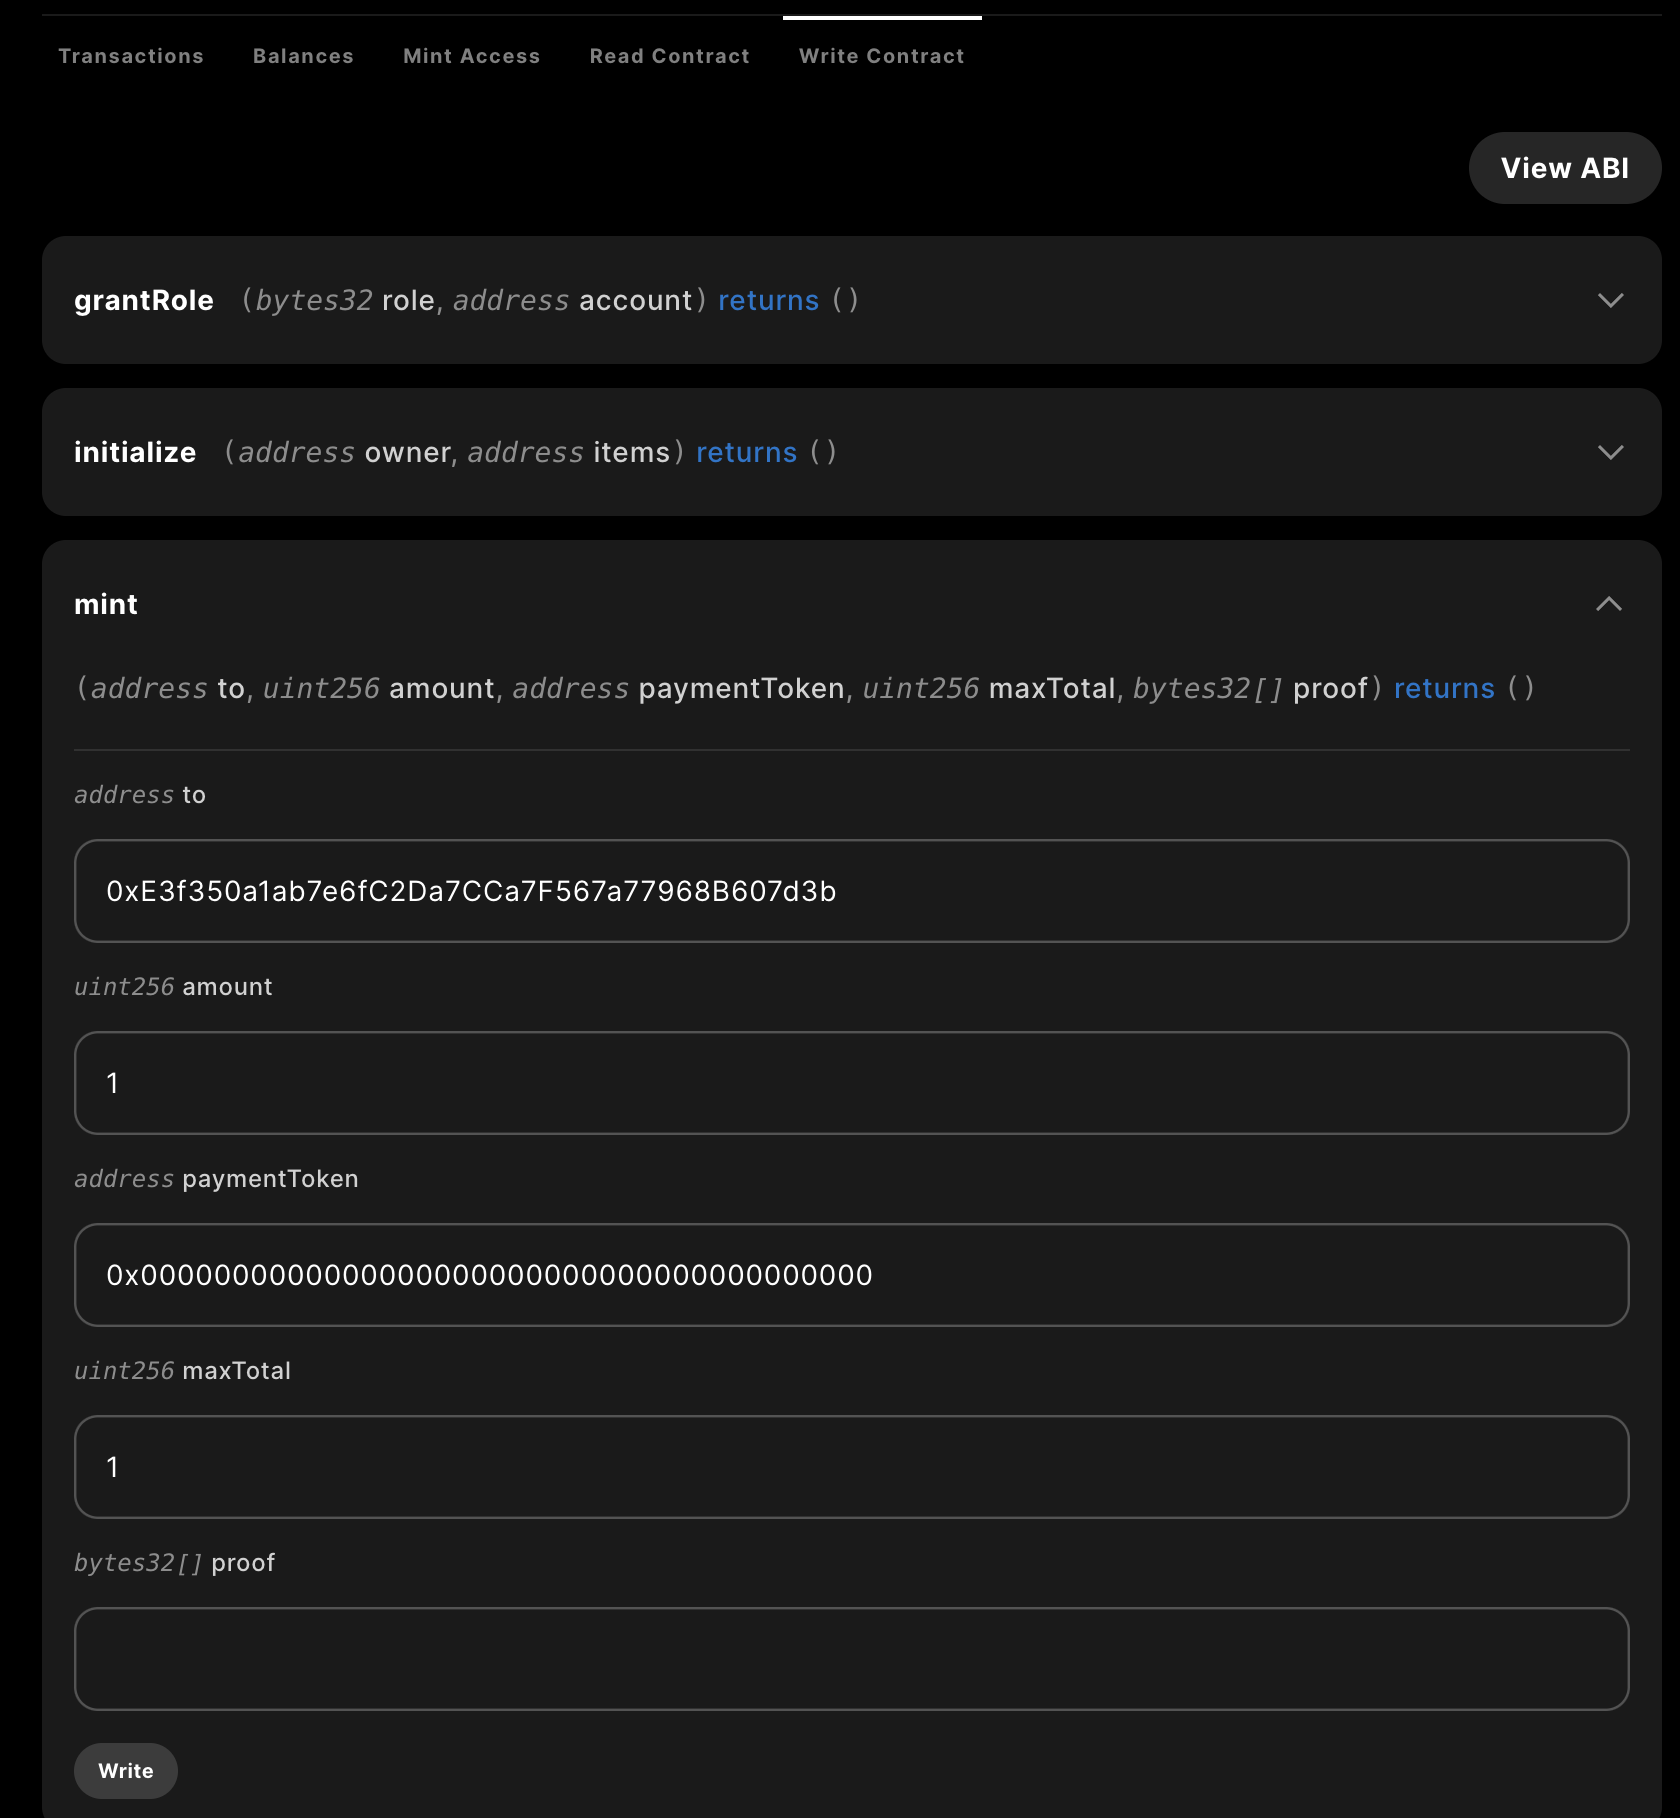 Transactions Balances Mint Access Read Contract Write Contract
View ABI
grantRole (bytes32 role, address account) returns ()
initialize (address owner, address items) returns ()
mint
(address to, uint256 amount, address paymentToken, uint256 maxTotal, bytes32[] proof) returns ()
address to
0xE3f350a1ab7e6fC2Da7CCa7F567a77968B607d3b
uint256 amount
1
address paymentToken
0x0000000000000000000000000000000000000000
uint256 maxTotal
1
bytes32[] proof
Write